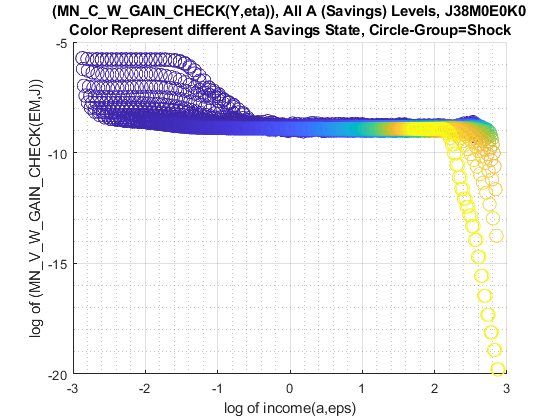 (MN_C_W_GAIN_CHECK(Y,eta)), All A (Savings) Levels, J38M0E0K0
Color Represent different A Savings State, Circle-Group=Shock
log of (MN_V_W_GAIN_CHECK(EM,J))
-5
-10
-15
-20
-3 -2 -1 0 1 2 3
log of income(a,eps)